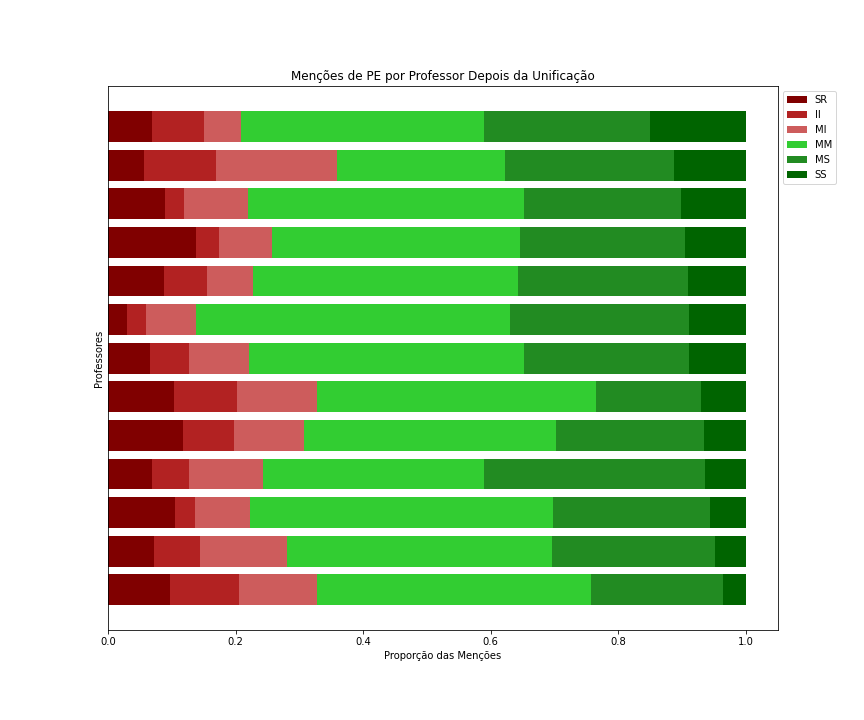 Menções de PE por Professor Depois da Unificação
SR
II
MI
MM
MS
SS
Professores
0.0
0.2
0.4
0.6
0.8
1.0
Proporção das Menções